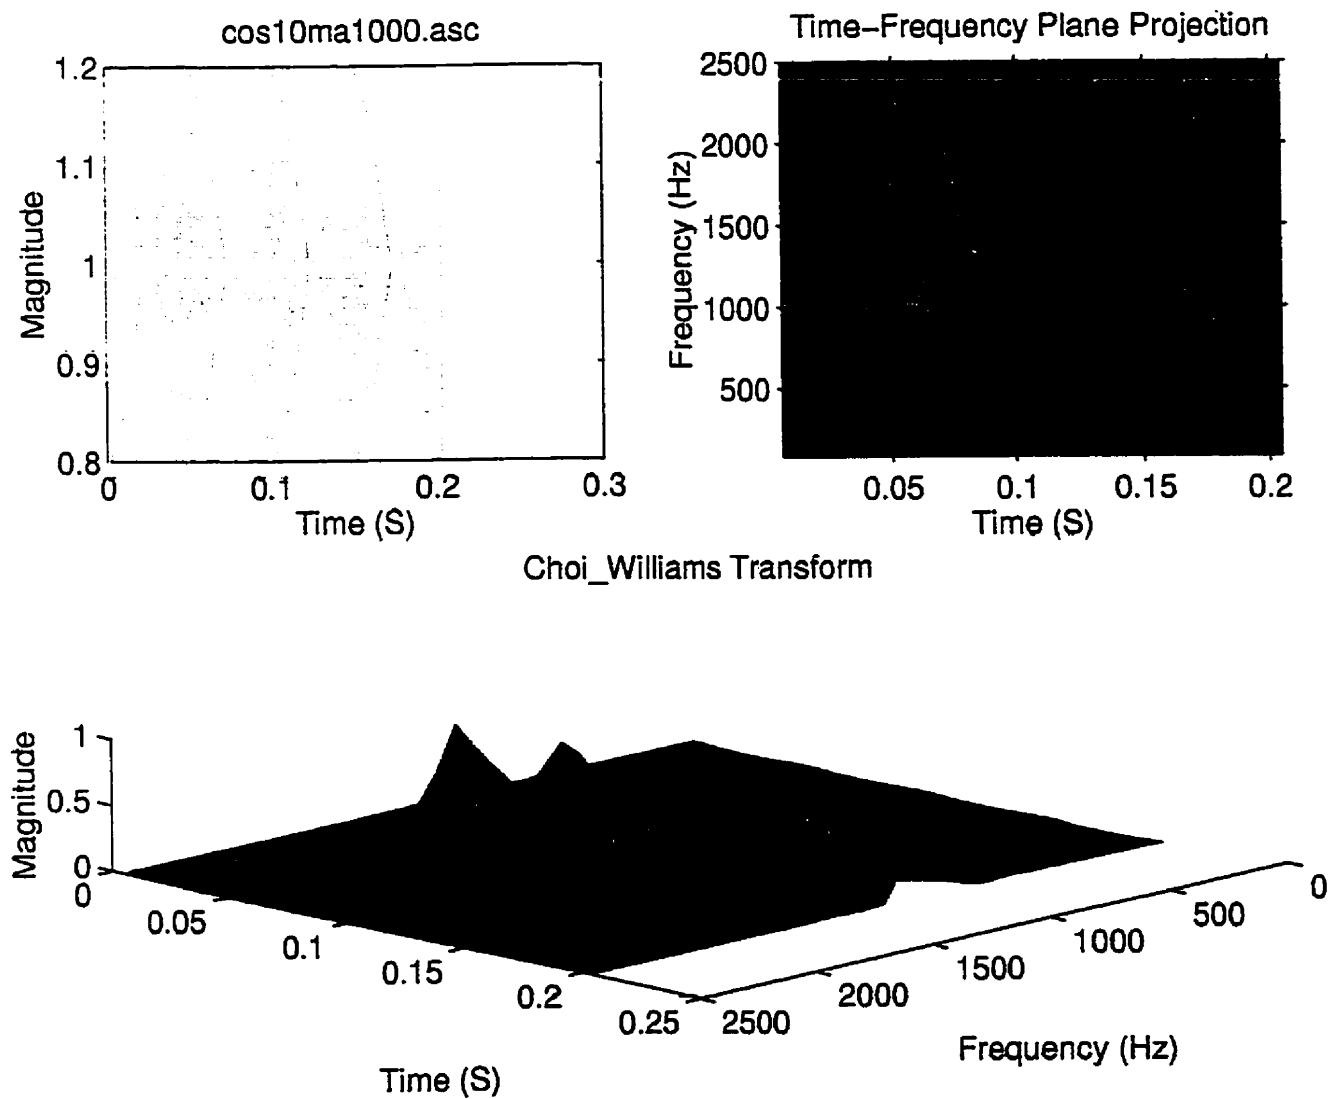 cos10ma1000.asc
1.2
1.1
1
0.9
0.8
Magnitude
0 0.1 0.2 0.3
Time (S)
Time-Frequency Plane Projection
2500
2000
1500
1000
500
Frequency (Hz)
0.05 0.1 0.15 0.2
Time (S)
Choi_Williams Transform
1
0.5
0
Magnitude
0 0.05 0.1 0.15 0.2 0.25
Time (S)
2500 2000 1500 1000 500 0
Frequency (Hz)